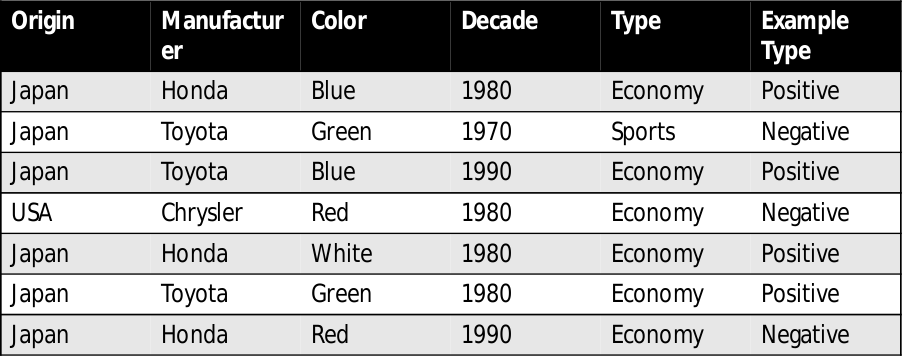 Origin Manufactur Color Decade Type Example
er Type
Japan Honda Blue 1980 Economy Positive
Japan Toyota Green 1970 Sports Negative
Japan Toyota Blue 1990 Economy Positive
USA Chrysler Red 1980 Economy Negative
Japan Honda White 1980 Economy Positive
Japan Toyota Green 1980 Economy Positive
Japan Honda Red 1990 Economy Negative